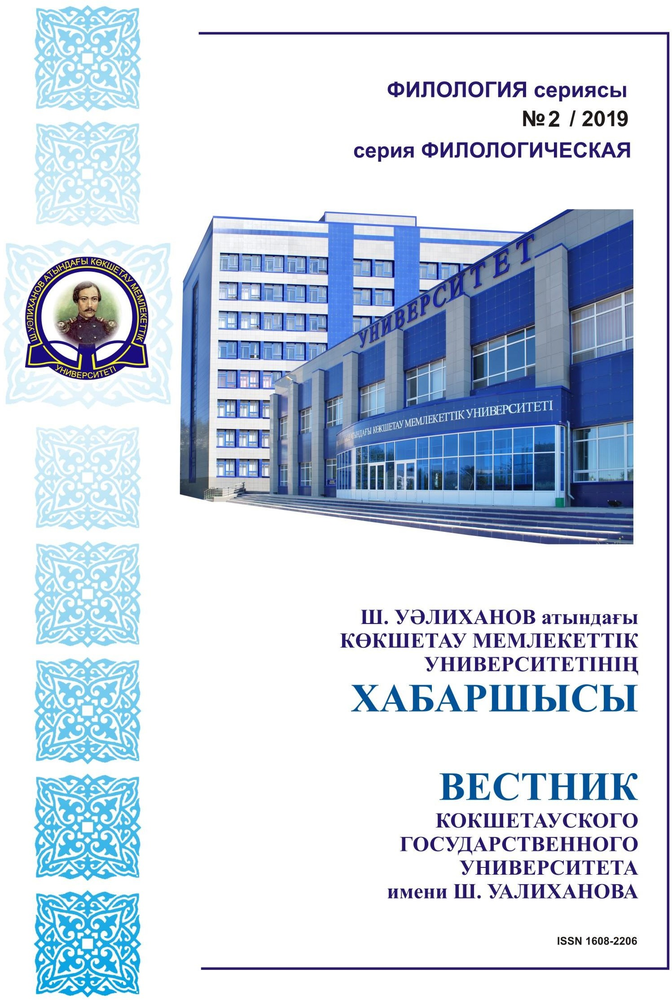 ФИЛОЛОГИЯ сериясы
№2 / 2019
серия ФИЛОЛОГИЧЕСКАЯ
Ш.УӘЛИХАНОВ АТЫНДАҒЫ КӨКШЕТАУ МЕМЛЕКЕТТІК
УНИВЕРСИТЕТІ
УНИВЕРСИТЕТ
АТЫНДАҒЫ КӨКШЕТАУ МЕМЛЕКЕТТІК УНИВЕРСИТЕТІ
Ш. УӘЛИХАНОВ атындағы
КӨКШЕТАУ МЕМЛЕКЕТТІК
УНИВЕРСИТЕТІНІҢ
ХАБАРШЫСЫ
ВЕСТНИК
КОКШЕТАУСКОГО
ГОСУДАРСТВЕННОГО
УНИВЕРСИТЕТА
имени Ш. УАЛИХАНОВА
ISSN 1608-2206